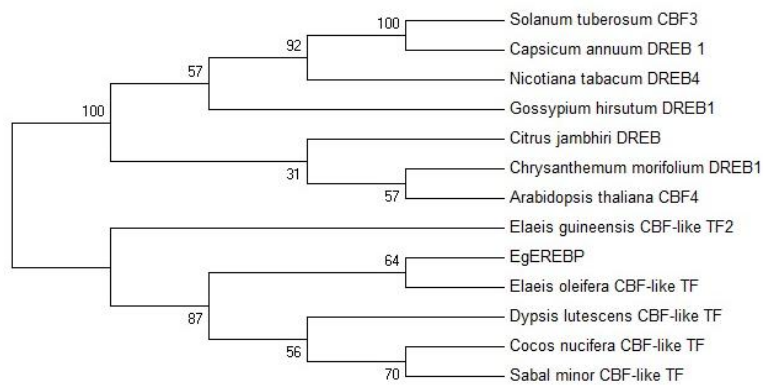 Solanum tuberosum CBF3
100
Capsicum annuum DREB 1
92
Nicotiana tabacum DREB4
57
Gossypium hirsutum DREB1
100
Citrus jambhiri DREB
31
Chrysanthemum morifolium DREB1
57
Arabidopsis thaliana CBF4
Elaeis guineensis CBF-like TF2
64
EgEREBP
Elaeis oleifera CBF-like TF
87
Dypsis lutescens CBF-like TF
56
Cocos nucifera CBF-like TF
70
Sabal minor CBF-like TF